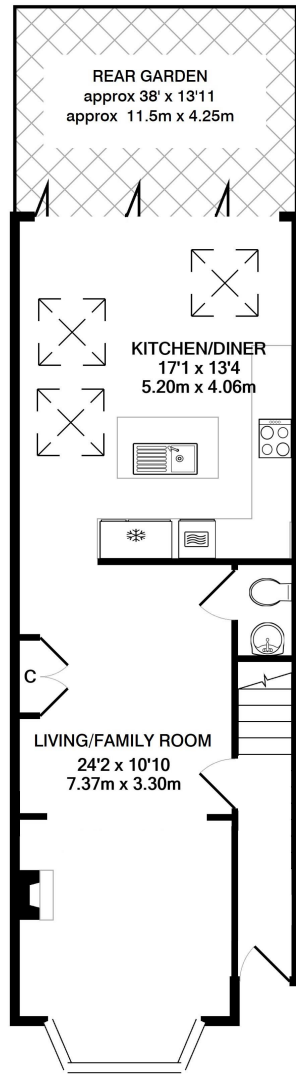 REAR GARDEN
approx 38' x 13'11
approx 11.5m x 4.25m
KITCHEN/DINER
17'1 x 13'4
5.20m x 4.06m
C
LIVING/FAMILY ROOM
24'2 x 10'10
7.37m x 3.30m